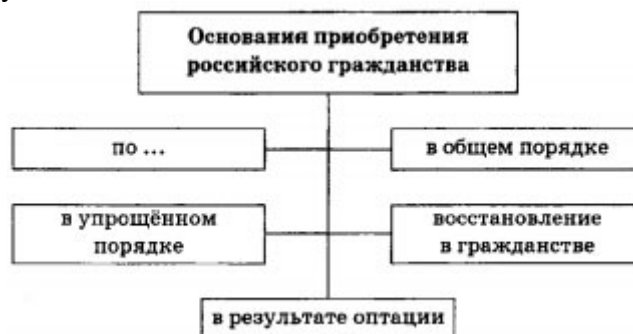 Основания приобретения
российского гражданства
по ...
в общем порядке
в упрощённом
порядке
восстановление
в гражданстве
в результате оптации